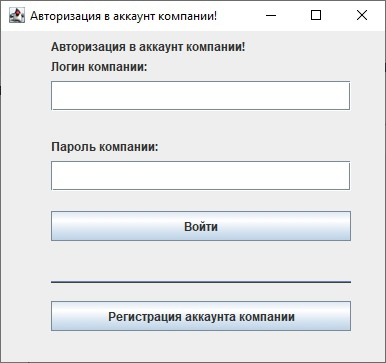 Авторизация в аккаунт компании!
Авторизация в аккаунт компании!
Логин компании:
Пароль компании:
Войти
Регистрация аккаунта компании